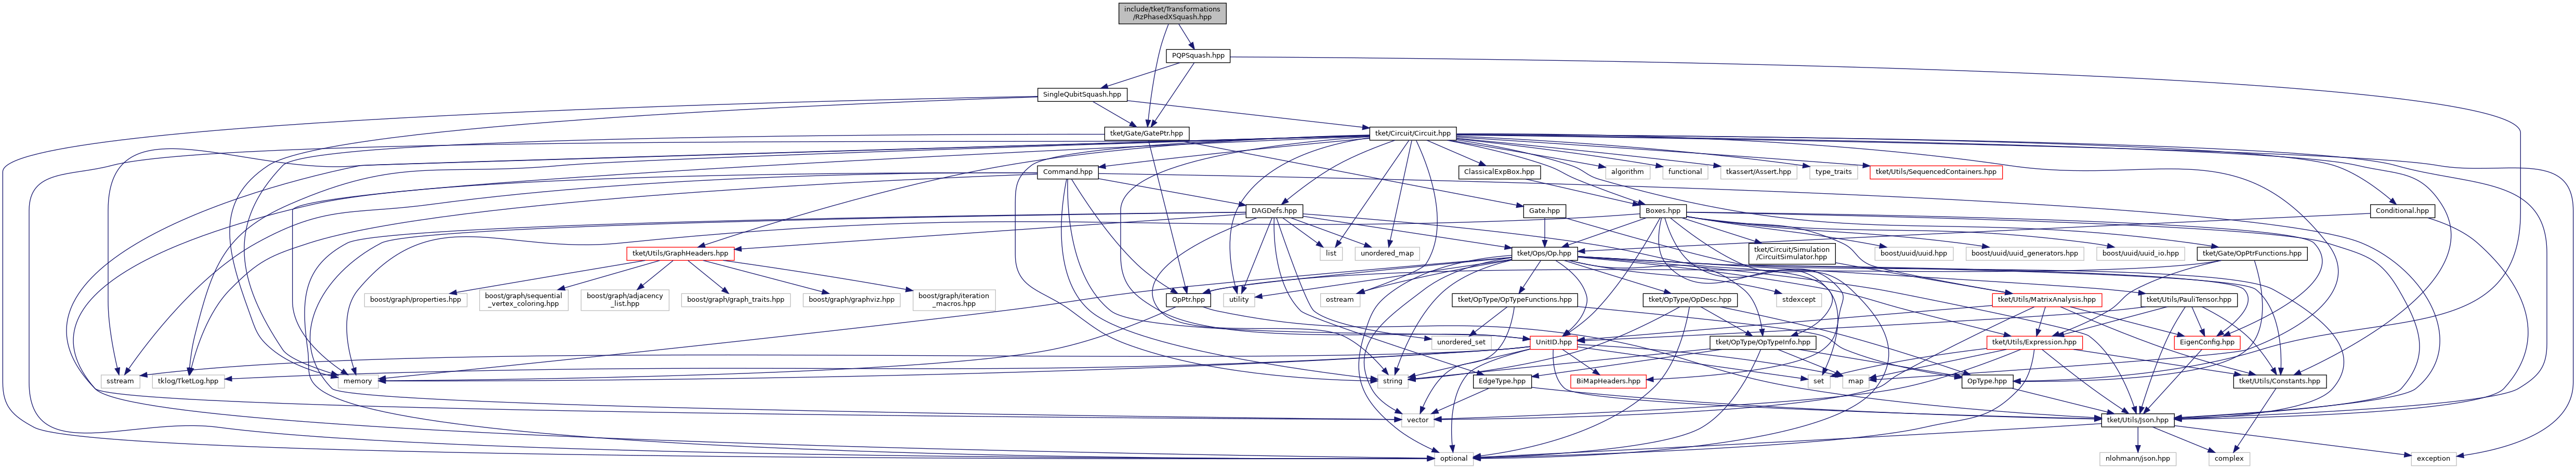 include/tket/Transformations
/RzPhasedXSquash.hpp
PQPSquash.hpp
SingleQubitSquash.hpp
tket/Gate/GatePtr.hpp
tket/Circuit/Circuit.hpp
Command.hpp
ClassicalExpBox.hpp
algorithm
functional
tkassert/Assert.hpp
type_traits
tket/Utils/SequencedContainers.hpp
DAGDefs.hpp
Gate.hpp
Boxes.hpp
Conditional.hpp
tket/Utils/GraphHeaders.hpp
list
unordered_map
tket/Ops/Op.hpp
tket/Circuit/Simulation
/CircuitSimulator.hpp
boost/uuid/uuid.hpp
boost/uuid/uuid_generators.hpp
boost/uuid/uuid_io.hpp
tket/Gate/OpPtrFunctions.hpp
boost/graph/properties.hpp
boost/graph/sequential
_vertex_coloring.hpp
boost/graph/adjacency
_list.hpp
boost/graph/graph_traits.hpp
boost/graph/graphviz.hpp
boost/graph/iteration
_macros.hpp
OpPtr.hpp
utility
ostream
tket/OpType/OpTypeFunctions.hpp
tket/OpType/OpDesc.hpp
stdexcept
tket/Utils/MatrixAnalysis.hpp
tket/Utils/PauliTensor.hpp
unordered_set
UnitID.hpp
tket/OpType/OpTypeInfo.hpp
tket/Utils/Expression.hpp
EigenConfig.hpp
sstream
tklog/TketLog.hpp
memory
string
EdgeType.hpp
BiMapHeaders.hpp
set
map
OpType.hpp
tket/Utils/Constants.hpp
vector
tket/Utils/Json.hpp
optional
nlohmann/json.hpp
complex
exception